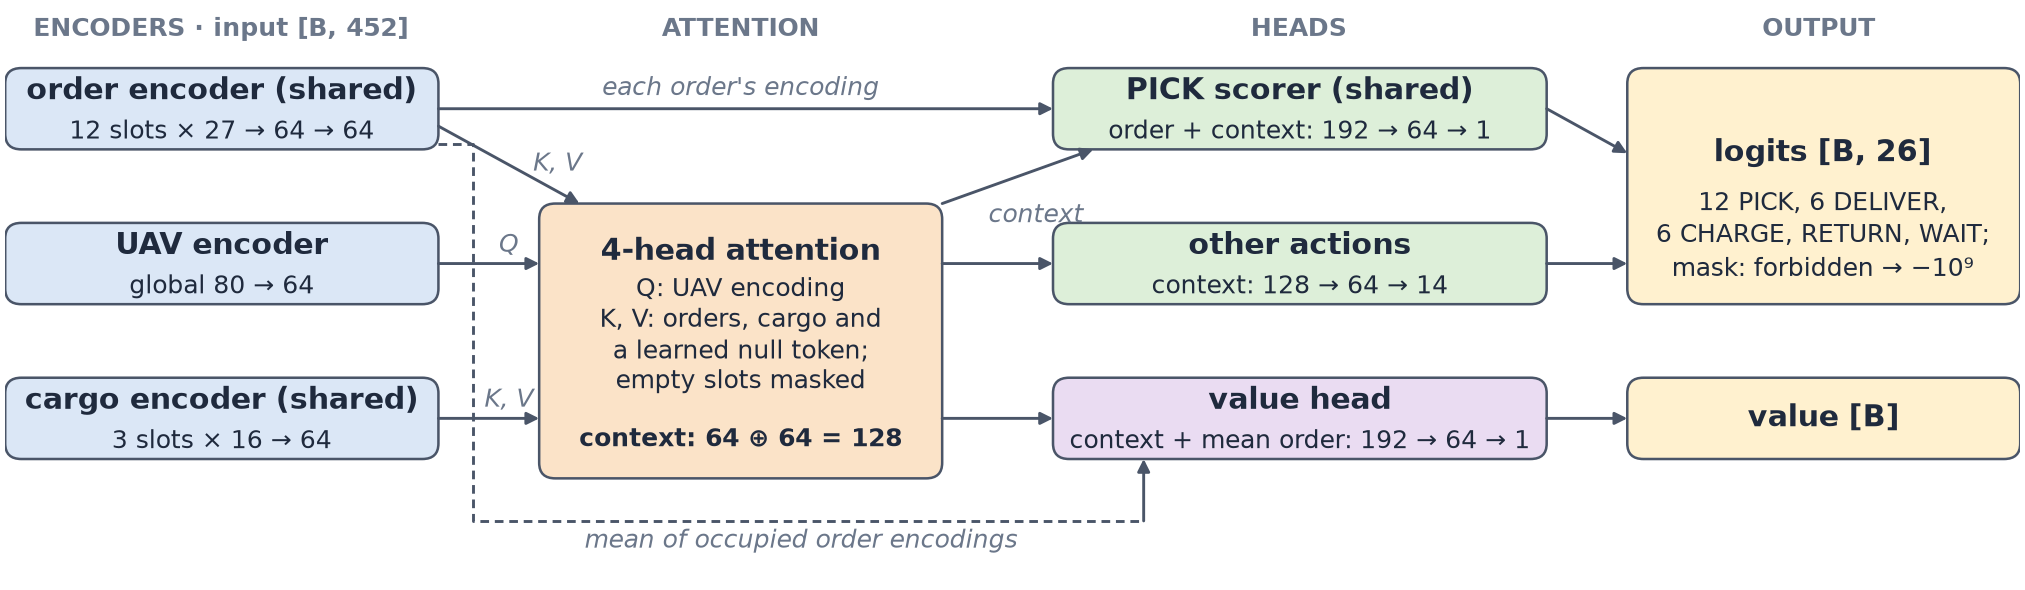 ENCODERS · input [B, 452]
ATTENTION
HEADS
OUTPUT
order encoder (shared)
12 slots × 27 → 64 → 64
each order's encoding
PICK scorer (shared)
order + context: 192 → 64 → 1
K, V
logits [B, 26]
12 PICK, 6 DELIVER,
6 CHARGE, RETURN, WAIT;
mask: forbidden → −10⁹
UAV encoder
global 80 → 64
Q
4-head attention
Q: UAV encoding
K, V: orders, cargo and
a learned null token;
empty slots masked
context: 64 ⊕ 64 = 128
context
other actions
context: 128 → 64 → 14
cargo encoder (shared)
3 slots × 16 → 64
K, V
value head
context + mean order: 192 → 64 → 1
value [B]
mean of occupied order encodings